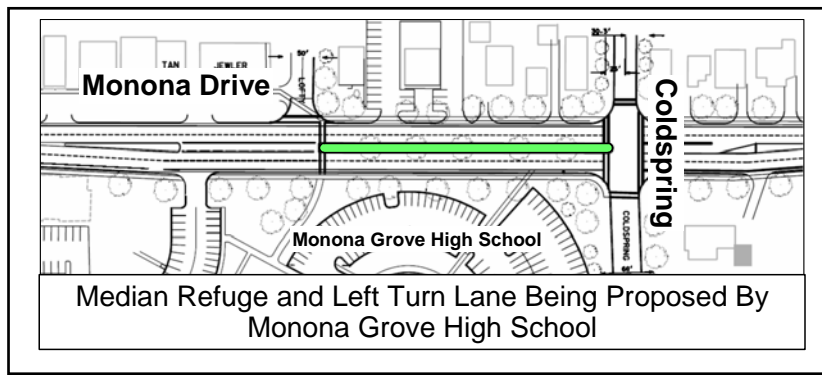 TAN
JEWLER
50'
Monona Drive
Coldspring
Monona Grove High School
COLDSPRING
66'
Median Refuge and Left Turn Lane Being Proposed By
Monona Grove High School